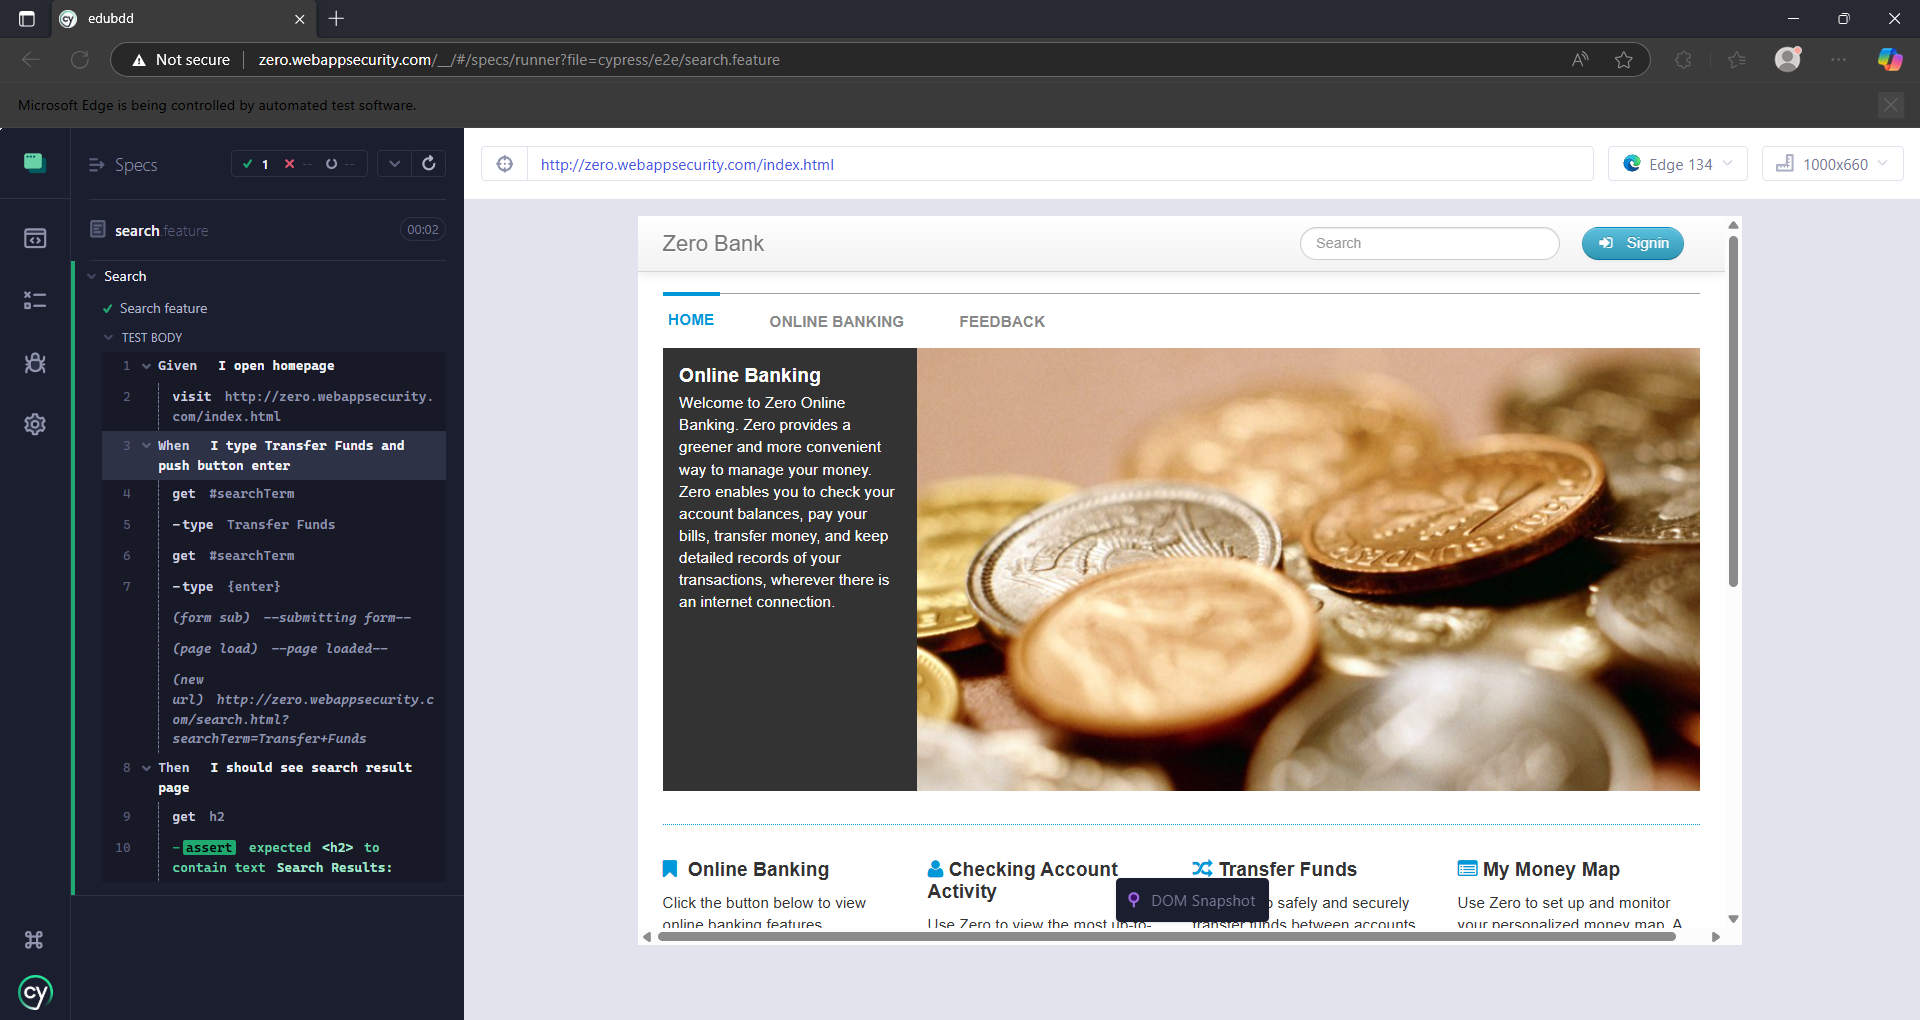 edubdd
Not secure
zero.webappsecurity.com/__/#/specs/runner?file=cypress/e2e/search.feature
Microsoft Edge is being controlled by automated test software.
Specs
1 -- --
search.feature 00:02
Search
Search feature
TEST BODY
1 Given I open homepage
2 visit http://zero.webappsecurity.
com/index.html
3 When I type Transfer Funds and
push button enter
4 get #searchTerm
5 -type Transfer Funds
6 get #searchTerm
7 -type {enter}
(form sub) --submitting form--
(page load) --page loaded--
(new
url) http://zero.webappsecurity.c
om/search.html?
searchTerm=Transfer+Funds
8 Then I should see search result
page
9 get h2
10 -assert expected <h2> to
contain text Search Results:
cy
http://zero.webappsecurity.com/index.html
Edge 134
1000x660
Zero Bank
Search
Signin
HOME ONLINE BANKING FEEDBACK
Online Banking
Welcome to Zero Online
Banking. Zero provides a
greener and more convenient
way to manage your money.
Zero enables you to check your
account balances, pay your
bills, transfer money, and keep
detailed records of your
transactions, wherever there is
an internet connection.
Online Banking
Click the button below to view
online banking features
Checking Account
Activity
Use Zero to view the most up-to-
Transfer Funds
safely and securely
transfer funds between accounts
My Money Map
Use Zero to set up and monitor
your personalized money map. A
DOM Snapshot